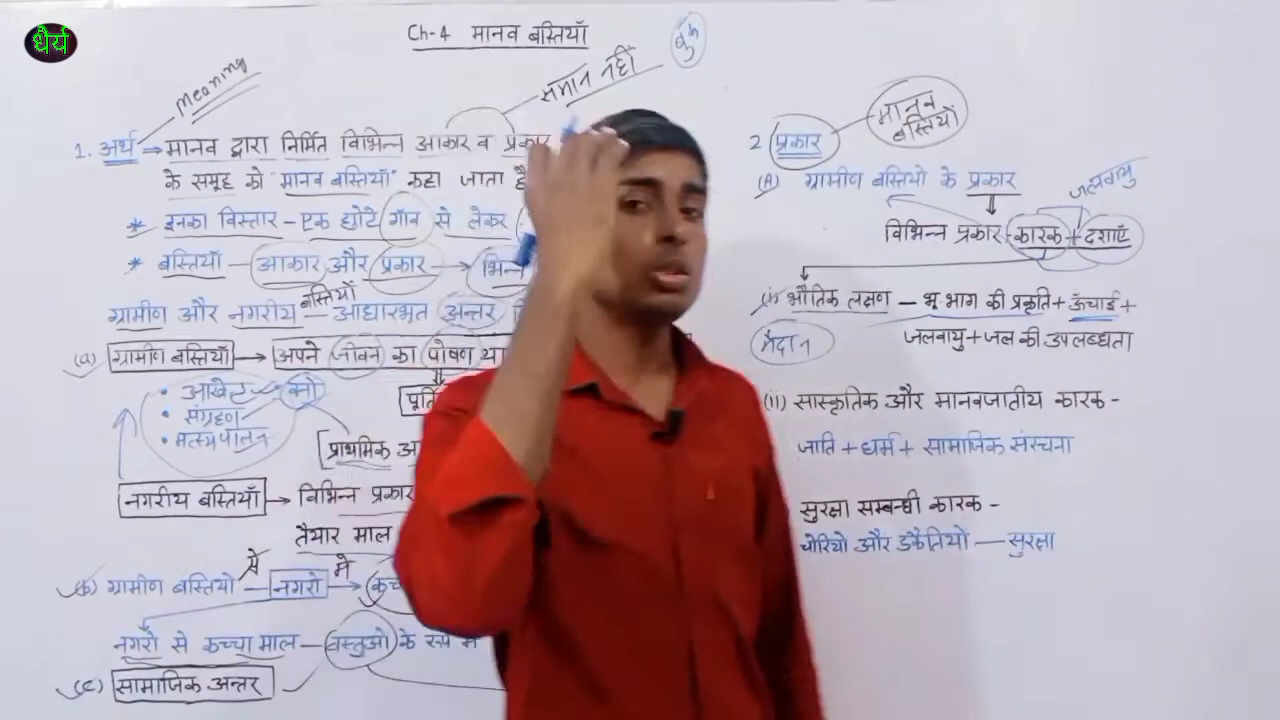 धैर्य
Ch-4 मानव बस्तियाँ
बुक
Meaning
समान नहीं
1. अर्थ ⇒ मानव द्वारा निर्मित विभिन्न आकार व प्रकार
के समूह को "मानव बस्तियाँ" कहा जाता है
* इनका विस्तार - एक छोटे गाँव से लेकर
* बस्तियाँ - आकार और प्रकार → भिन्न
बस्तियाँ
ग्रामीण और नगरीय - आधारभूत अन्तर
(a) ग्रामीण बस्तियाँ → अपने जीवन का पोषण या
• आखेट
वनो
• संग्रहण
• मत्स्यपालन
पूर्ति
प्राथमिक आ
नगरीय बस्तियाँ → विभिन्न प्रकार
तैयार माल
(b) ग्रामीण बस्तियो से नगरो में → कच्
नगरो से कच्चा माल - वस्तुओ के रूप में
(c) सामाजिक अन्तर
2 प्रकार
मानव बस्तियों
(A) ग्रामीण बस्तियो के प्रकार
जलवायु
विभिन्न प्रकार - कारक + दशाएँ
(i) भौतिक लक्षण - भू भाग की प्रकृति + ऊँचाई +
मैदान
जलवायु + जल की उपलब्धता
(ii) सास्कृतिक और मानवजातीय कारक -
जाति + धर्म + सामाजिक संरचना
सुरक्षा सम्बन्धी कारक -
चोरियो और डकैतियो - सुरक्षा